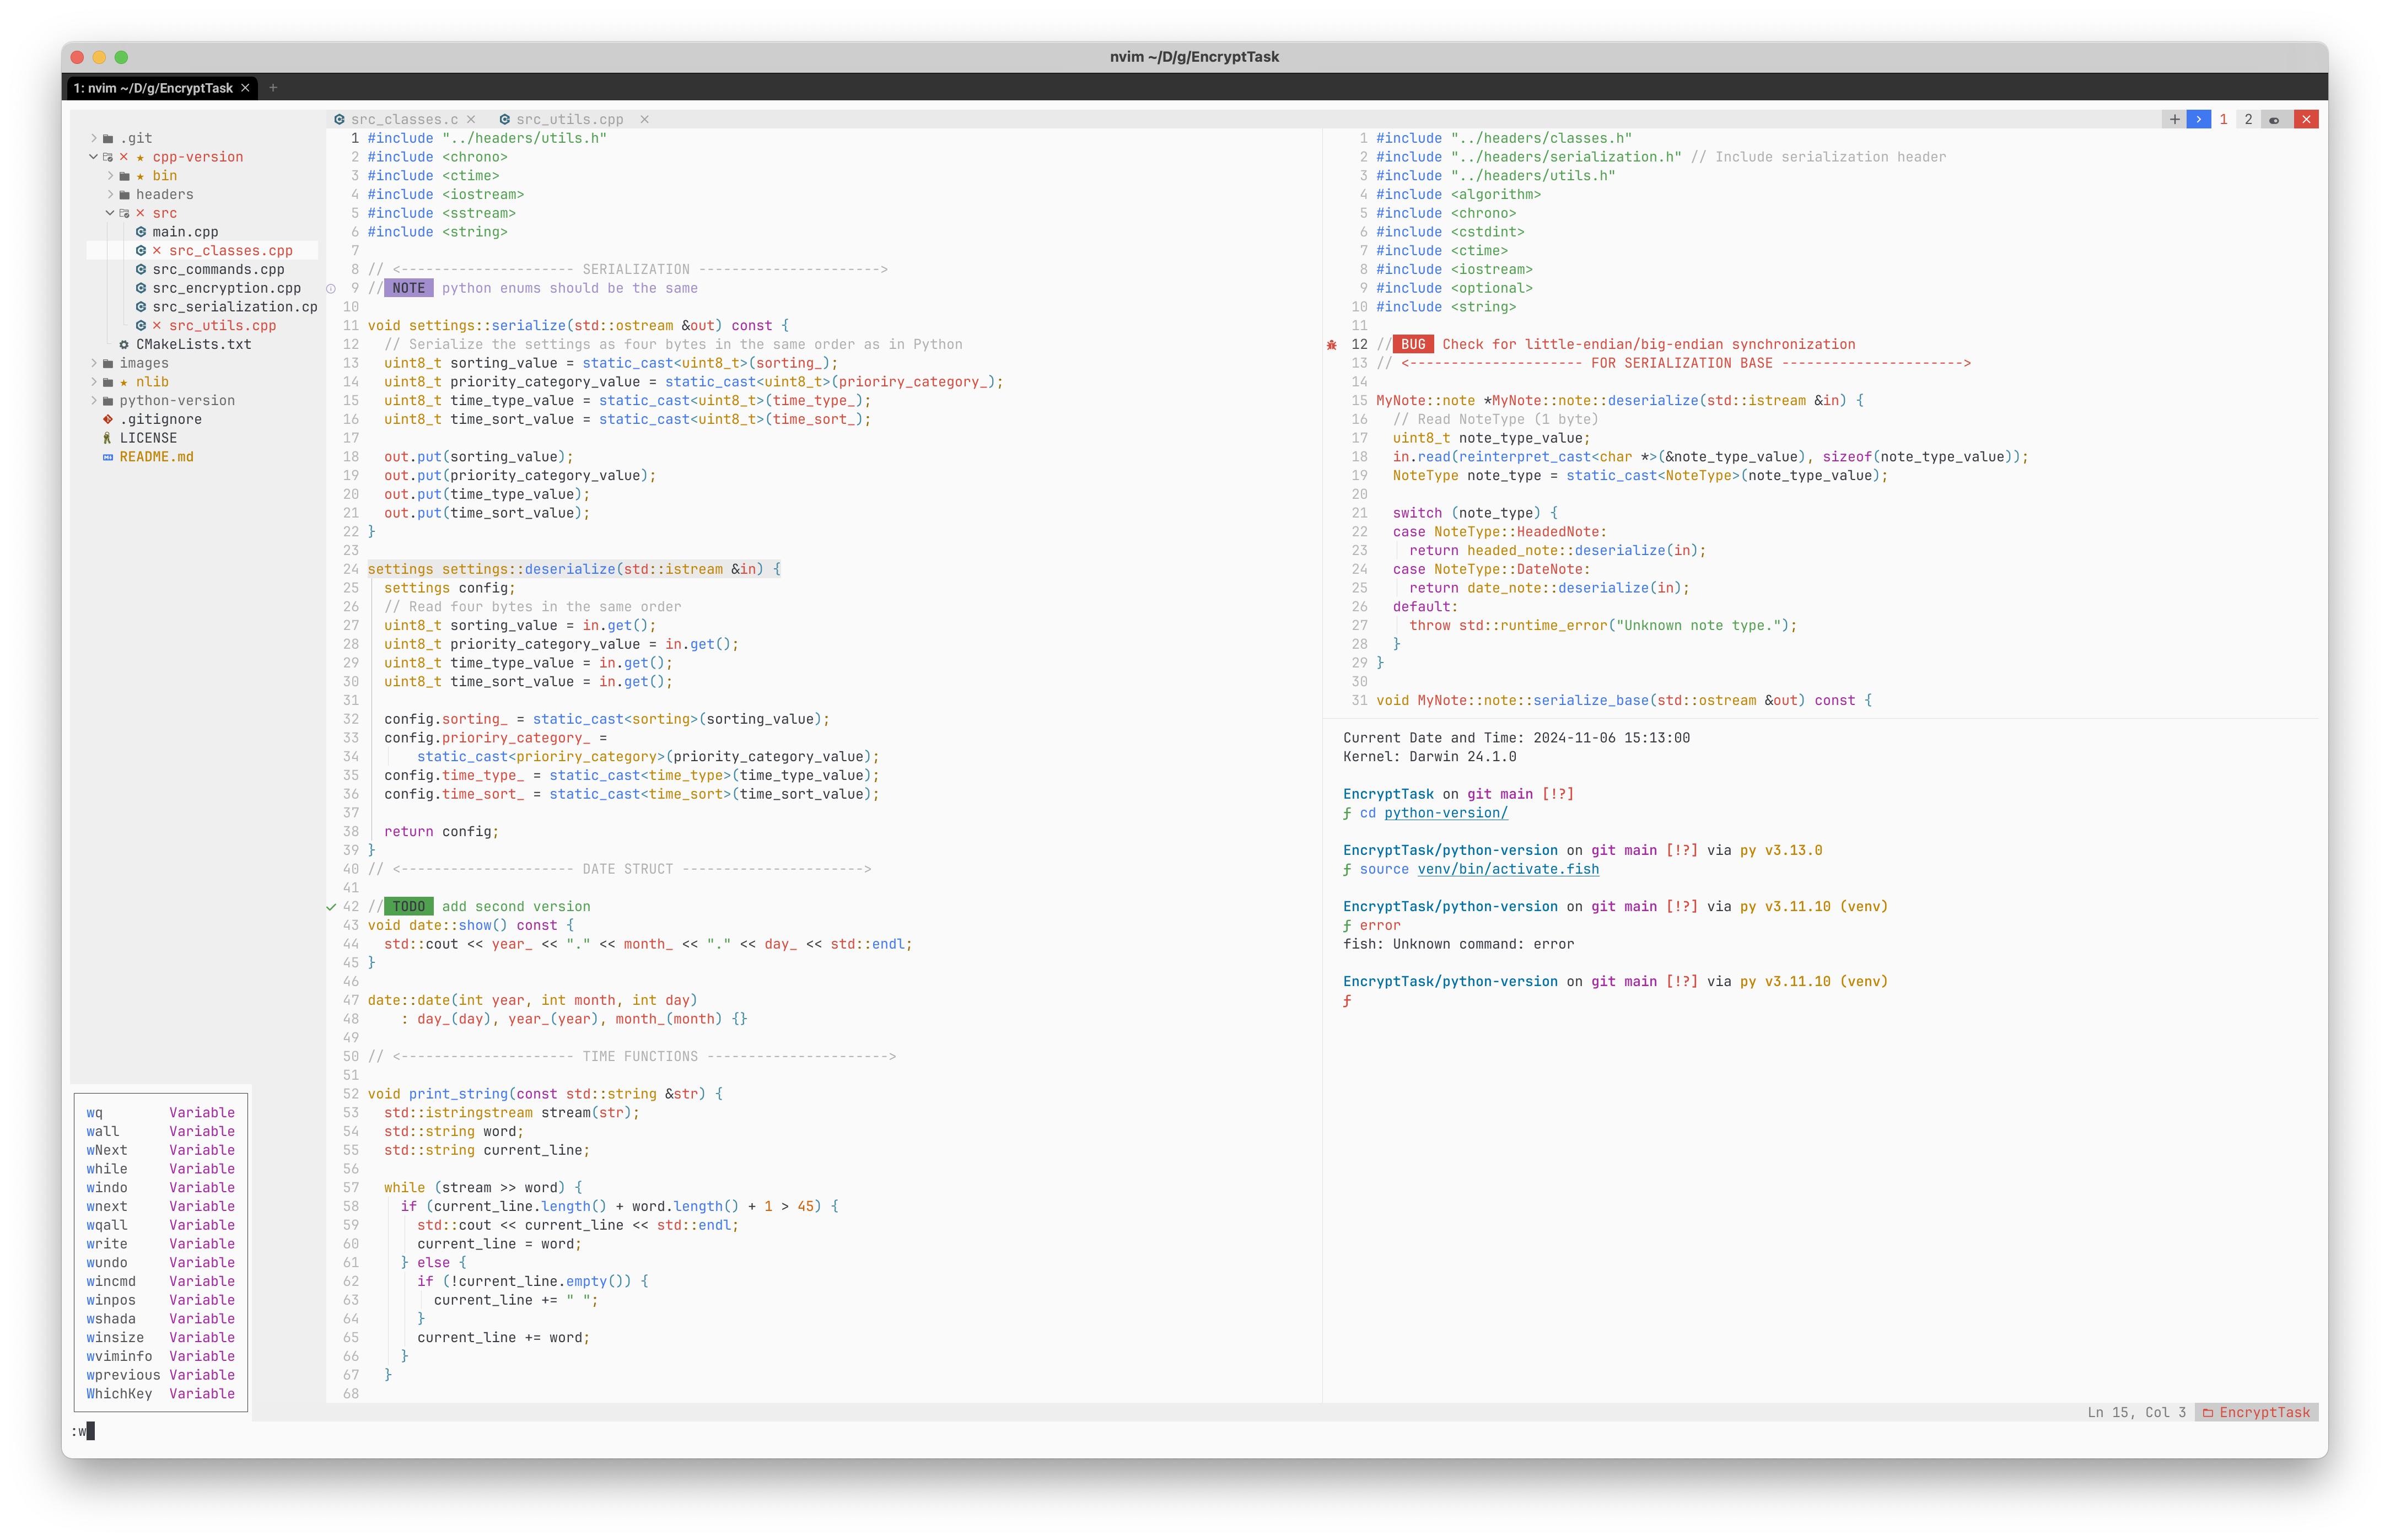 nvim ~/D/g/EncryptTask
1: nvim ~/D/g/EncryptTask
.git
cpp-version
bin
headers
src
main.cpp
src_classes.cpp
src_commands.cpp
src_encryption.cpp
src_serialization.cp
src_utils.cpp
CMakeLists.txt
images
nlib
python-version
.gitignore
LICENSE
README.md
src_classes.c
src_utils.cpp
1 #include "../headers/utils.h"
2 #include <chrono>
3 #include <ctime>
4 #include <iostream>
5 #include <sstream>
6 #include <string>
7
8 // <--------------------- SERIALIZATION ---------------------->
9 // NOTE python enums should be the same
10
11 void settings::serialize(std::ostream &out) const {
12 // Serialize the settings as four bytes in the same order as in Python
13 uint8_t sorting_value = static_cast<uint8_t>(sorting_);
14 uint8_t priority_category_value = static_cast<uint8_t>(prioriry_category_);
15 uint8_t time_type_value = static_cast<uint8_t>(time_type_);
16 uint8_t time_sort_value = static_cast<uint8_t>(time_sort_);
17
18 out.put(sorting_value);
19 out.put(priority_category_value);
20 out.put(time_type_value);
21 out.put(time_sort_value);
22 }
23
24 settings settings::deserialize(std::istream &in) {
25 settings config;
26 // Read four bytes in the same order
27 uint8_t sorting_value = in.get();
28 uint8_t priority_category_value = in.get();
29 uint8_t time_type_value = in.get();
30 uint8_t time_sort_value = in.get();
31
32 config.sorting_ = static_cast<sorting>(sorting_value);
33 config.prioriry_category_ =
34 static_cast<prioriry_category>(priority_category_value);
35 config.time_type_ = static_cast<time_type>(time_type_value);
36 config.time_sort_ = static_cast<time_sort>(time_sort_value);
37
38 return config;
39 }
40 // <--------------------- DATE STRUCT ---------------------->
41
42 // TODO add second version
43 void date::show() const {
44 std::cout << year_ << "." << month_ << "." << day_ << std::endl;
45 }
46
47 date::date(int year, int month, int day)
48 : day_(day), year_(year), month_(month) {}
49
50 // <--------------------- TIME FUNCTIONS ---------------------->
51
52 void print_string(const std::string &str) {
53 std::istringstream stream(str);
54 std::string word;
55 std::string current_line;
56
57 while (stream >> word) {
58 if (current_line.length() + word.length() + 1 > 45) {
59 std::cout << current_line << std::endl;
60 current_line = word;
61 } else {
62 if (!current_line.empty()) {
63 current_line += " ";
64 }
65 current_line += word;
66 }
67 }
68
1 2
1 #include "../headers/classes.h"
2 #include "../headers/serialization.h" // Include serialization header
3 #include "../headers/utils.h"
4 #include <algorithm>
5 #include <chrono>
6 #include <cstdint>
7 #include <ctime>
8 #include <iostream>
9 #include <optional>
10 #include <string>
11
12 // BUG Check for little-endian/big-endian synchronization
13 // <--------------------- FOR SERIALIZATION BASE ---------------------->
14
15 MyNote::note *MyNote::note::deserialize(std::istream &in) {
16 // Read NoteType (1 byte)
17 uint8_t note_type_value;
18 in.read(reinterpret_cast<char *>(&note_type_value), sizeof(note_type_value));
19 NoteType note_type = static_cast<NoteType>(note_type_value);
20
21 switch (note_type) {
22 case NoteType::HeadedNote:
23 return headed_note::deserialize(in);
24 case NoteType::DateNote:
25 return date_note::deserialize(in);
26 default:
27 throw std::runtime_error("Unknown note type.");
28 }
29 }
30
31 void MyNote::note::serialize_base(std::ostream &out) const {
Current Date and Time: 2024-11-06 15:13:00
Kernel: Darwin 24.1.0
EncryptTask on git main [!?]
ƒ cd python-version/
EncryptTask/python-version on git main [!?] via py v3.13.0
ƒ source venv/bin/activate.fish
EncryptTask/python-version on git main [!?] via py v3.11.10 (venv)
ƒ error
fish: Unknown command: error
EncryptTask/python-version on git main [!?] via py v3.11.10 (venv)
ƒ
wq Variable
wall Variable
wNext Variable
while Variable
windo Variable
wnext Variable
wqall Variable
write Variable
wundo Variable
wincmd Variable
winpos Variable
wshada Variable
winsize Variable
wviminfo Variable
wprevious Variable
WhichKey Variable
Ln 15, Col 3 EncryptTask
:w